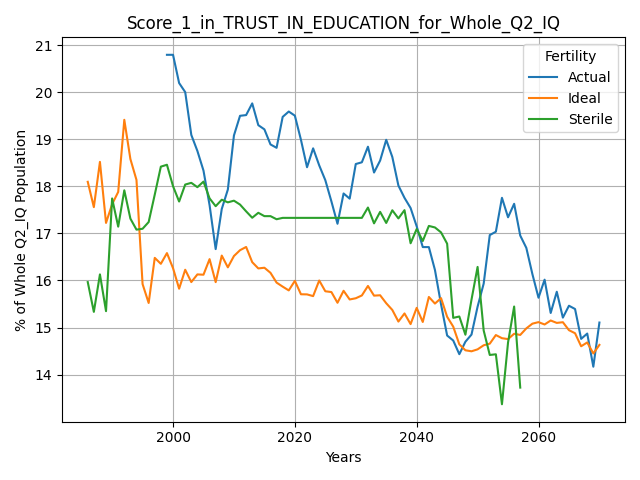 Score_1_in_TRUST_IN_EDUCATION_for_Whole_Q2_IQ
% of Whole Q2_IQ Population
21
20
19
18
17
16
15
14
Fertility
Actual
Ideal
Sterile
2000
2020
2040
2060
Years